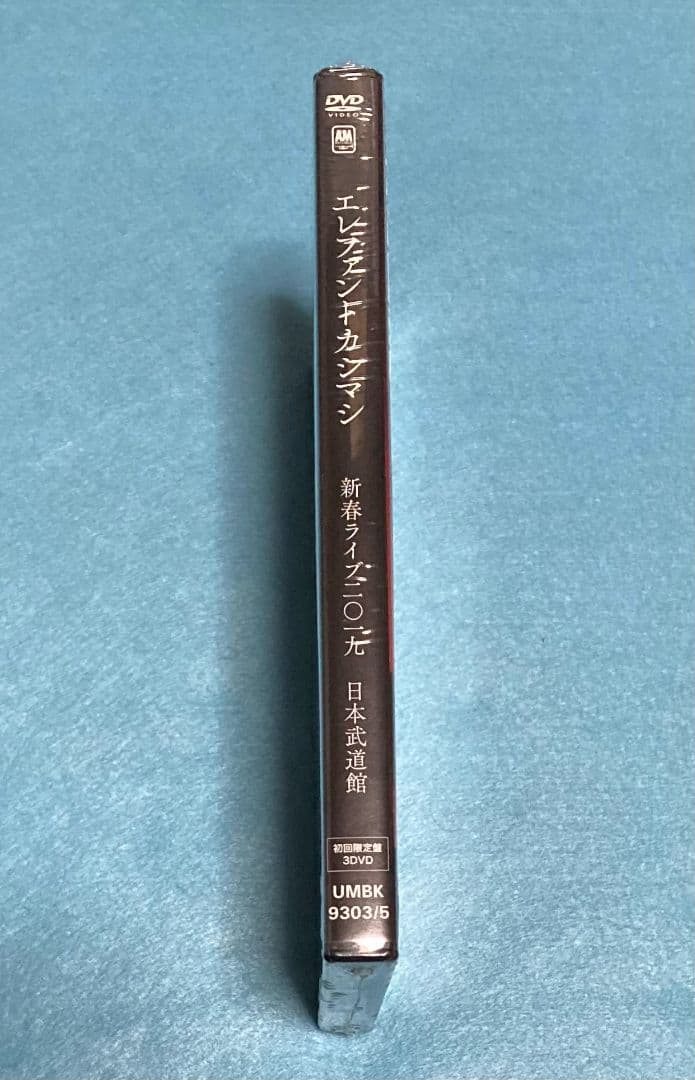 DVD
VIDEO
A&M
エレファントカシマシ
新春ライブ二〇一九 日本武道館
初回限定盤
3DVD
UMBK
9303/5